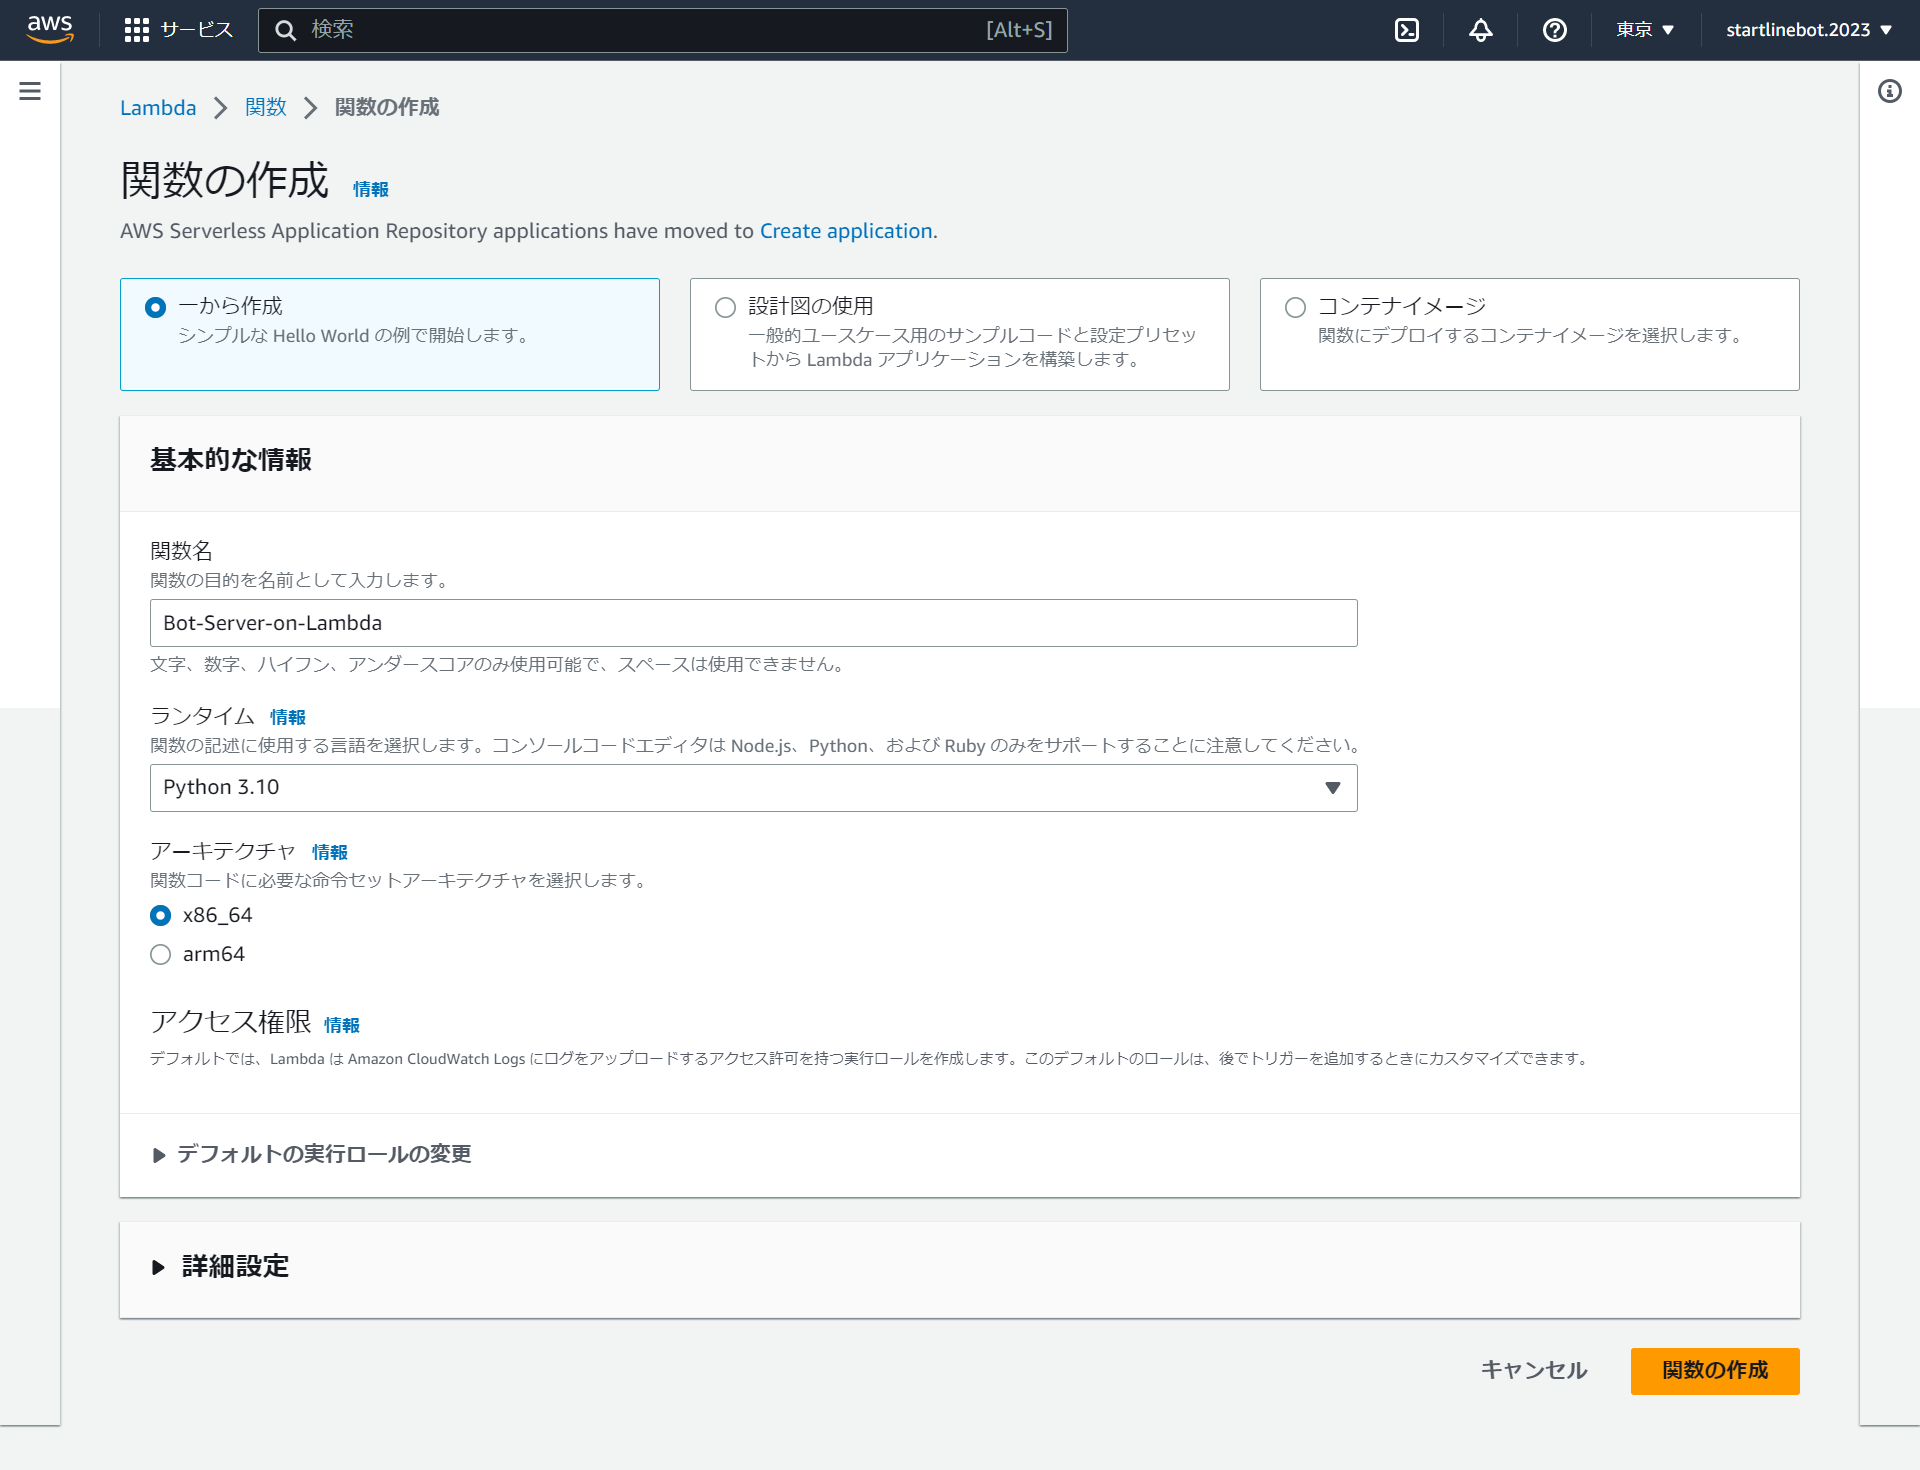 aws
サービス
検索
[Alt+S]
東京
startlinebot.2023
Lambda
関数
関数の作成
関数の作成
情報
AWS Serverless Application Repository applications have moved to Create application.
一から作成
シンプルな Hello World の例で開始します。
設計図の使用
一般的ユースケース用のサンプルコードと設定プリセッ
トから Lambda アプリケーションを構築します。
コンテナイメージ
関数にデプロイするコンテナイメージを選択します。
基本的な情報
関数名
関数の目的を名前として入力します。
Bot-Server-on-Lambda
文字、数字、ハイフン、アンダースコアのみ使用可能で、スペースは使用できません。
ランタイム 情報
関数の記述に使用する言語を選択します。コンソールコードエディタは Node.js、Python、および Ruby のみをサポートすることに注意してください。
Python 3.10
アーキテクチャ 情報
関数コードに必要な命令セットアーキテクチャを選択します。
x86_64
arm64
アクセス権限 情報
デフォルトでは、Lambda は Amazon CloudWatch Logs にログをアップロードするアクセス許可を持つ実行ロールを作成します。このデフォルトのロールは、後でトリガーを追加するときにカスタマイズできます。
デフォルトの実行ロールの変更
詳細設定
キャンセル
関数の作成